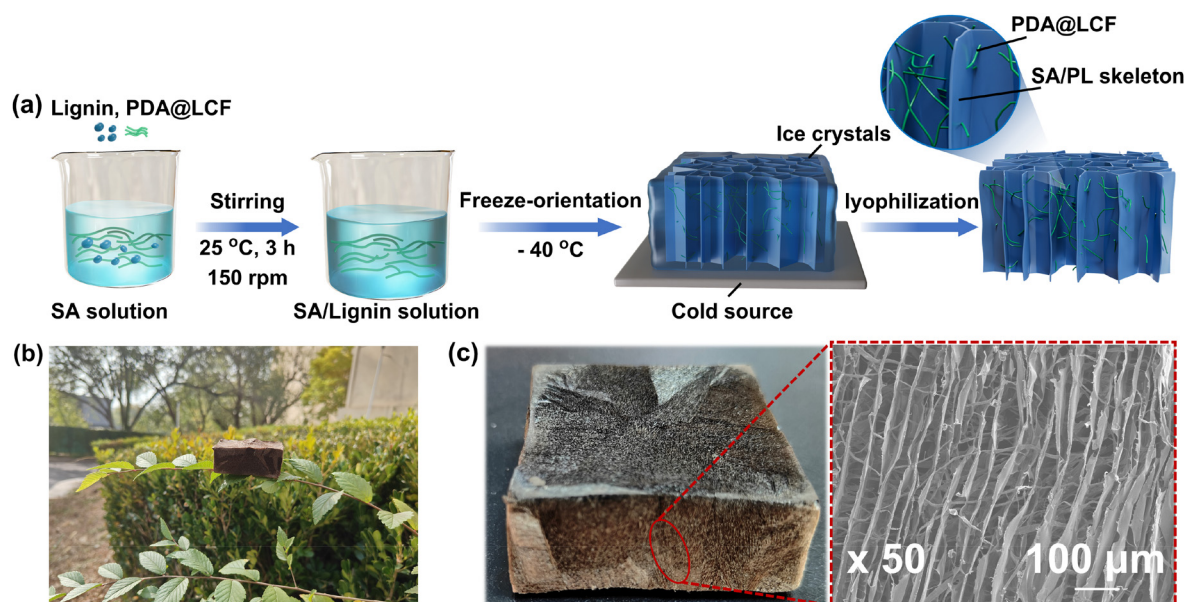 PDA@LCF
SA/PL skeleton
(a)
Lignin, PDA@LCF
Ice crystals
Stirring
25 °C, 3 h
150 rpm
Freeze-orientation
- 40 °C
lyophilization
SA solution
SA/Lignin solution
Cold source
(b)
(c)
x 50
100 μm